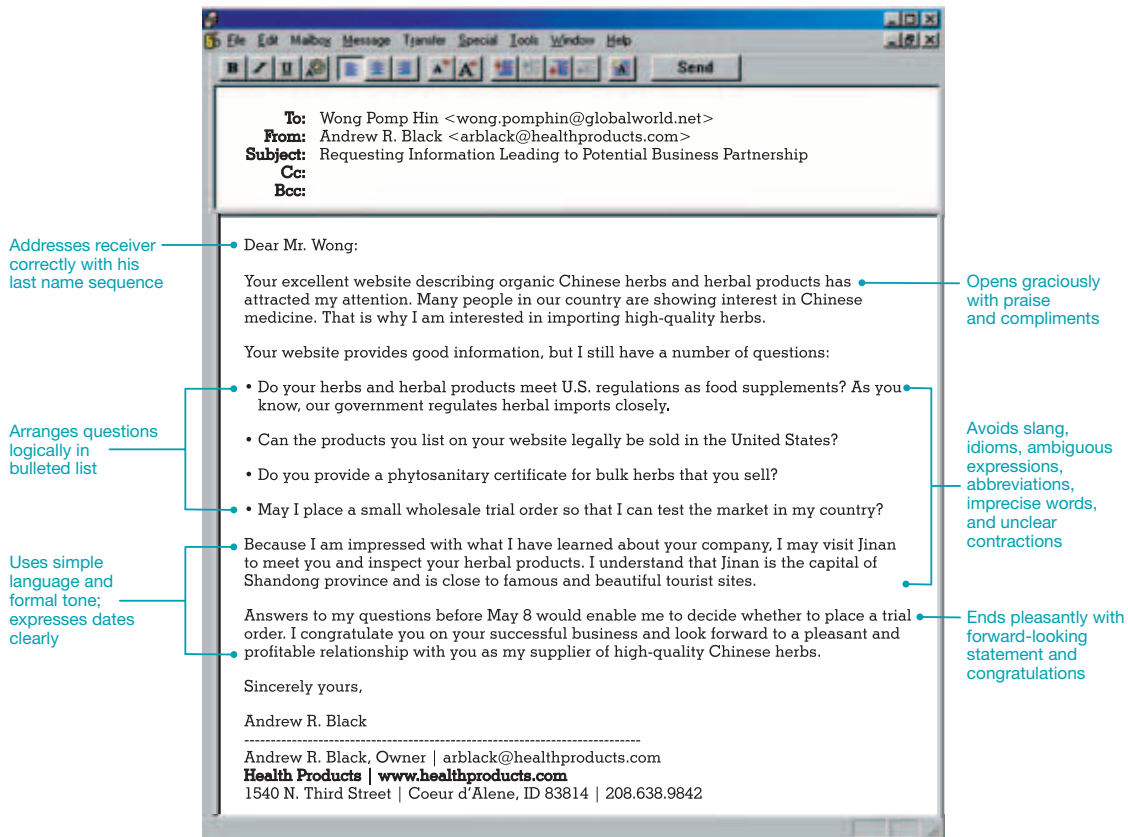 File Edit Mailbox Message Transfer Special Tools Window Help
B I U Send
To: Wong Pomp Hin <wong.pomphin@globalworld.net>
From: Andrew R. Black <arblack@healthproducts.com>
Subject: Requesting Information Leading to Potential Business Partnership
Cc:
Bcc:
Addresses receiver
correctly with his
last name sequence
Dear Mr. Wong:
Your excellent website describing organic Chinese herbs and herbal products has
attracted my attention. Many people in our country are showing interest in Chinese
medicine. That is why I am interested in importing high-quality herbs.
Opens graciously
with praise
and compliments
Your website provides good information, but I still have a number of questions:
Arranges questions
logically in
bulleted list
• Do your herbs and herbal products meet U.S. regulations as food supplements? As you
know, our government regulates herbal imports closely.
• Can the products you list on your website legally be sold in the United States?
• Do you provide a phytosanitary certificate for bulk herbs that you sell?
• May I place a small wholesale trial order so that I can test the market in my country?
Avoids slang,
idioms, ambiguous
expressions,
abbreviations,
imprecise words,
and unclear
contractions
Uses simple
language and
formal tone;
expresses dates
clearly
Because I am impressed with what I have learned about your company, I may visit Jinan
to meet you and inspect your herbal products. I understand that Jinan is the capital of
Shandong province and is close to famous and beautiful tourist sites.
Answers to my questions before May 8 would enable me to decide whether to place a trial
order. I congratulate you on your successful business and look forward to a pleasant and
profitable relationship with you as my supplier of high-quality Chinese herbs.
Ends pleasantly with
forward-looking
statement and
congratulations
Sincerely yours,
Andrew R. Black
---------------------------------------------------------------------------
Andrew R. Black, Owner | arblack@healthproducts.com
Health Products | www.healthproducts.com
1540 N. Third Street | Coeur d'Alene, ID 83814 | 208.638.9842